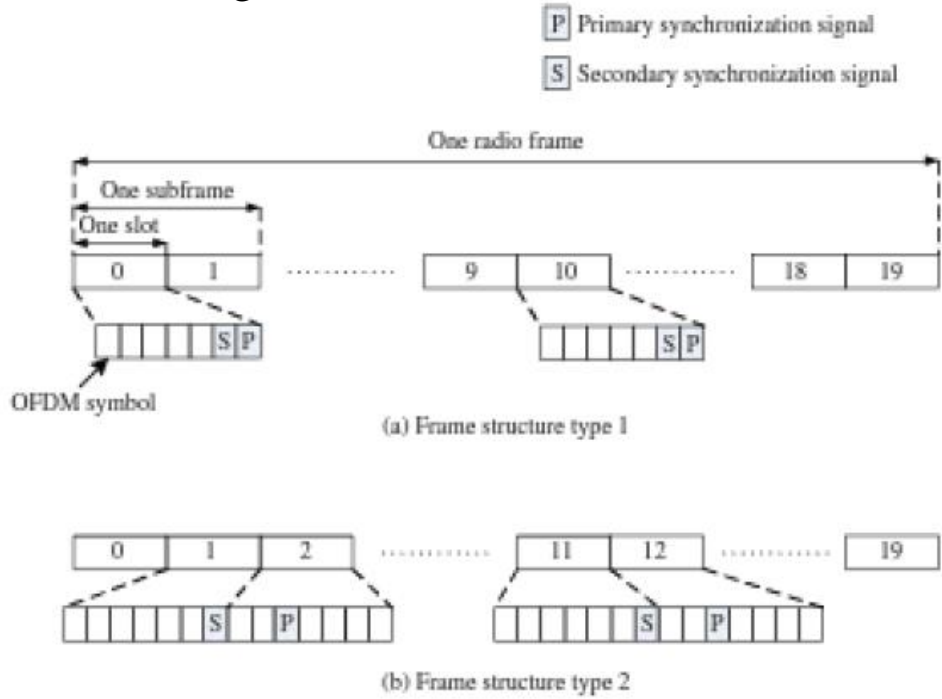 P Primary synchronization signal
S Secondary synchronization signal
One radio frame
One subframe
One slot
0 1 9 10 18 19
S P S P
OFDM symbol
(a) Frame structure type 1
0 1 2 11 12 19
S P S P
(b) Frame structure type 2